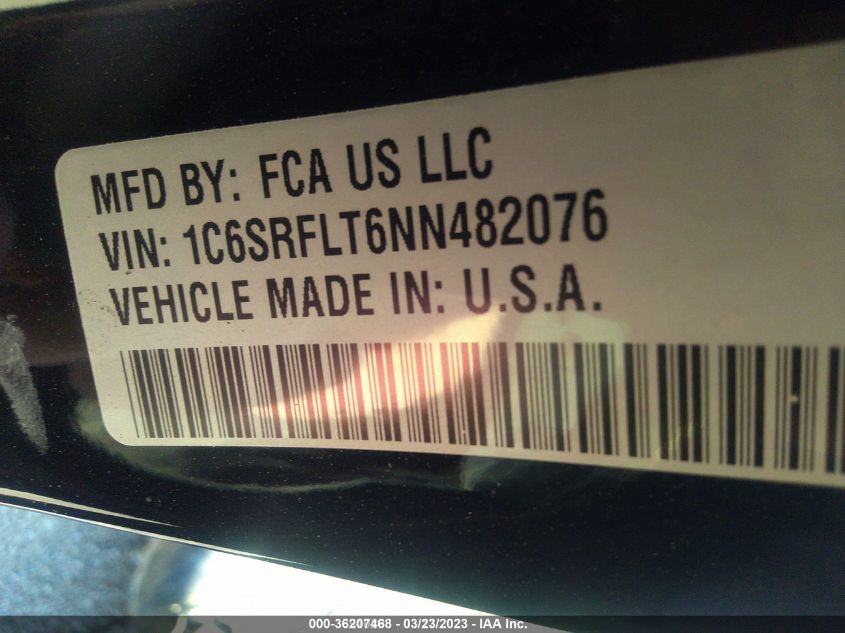 MFD BY: FCA US LLC
VIN: 1C6SRFLT6NN482076
VEHICLE MADE IN: U.S.A.
000-36207468 - 03/23/2023 - IAA Inc.